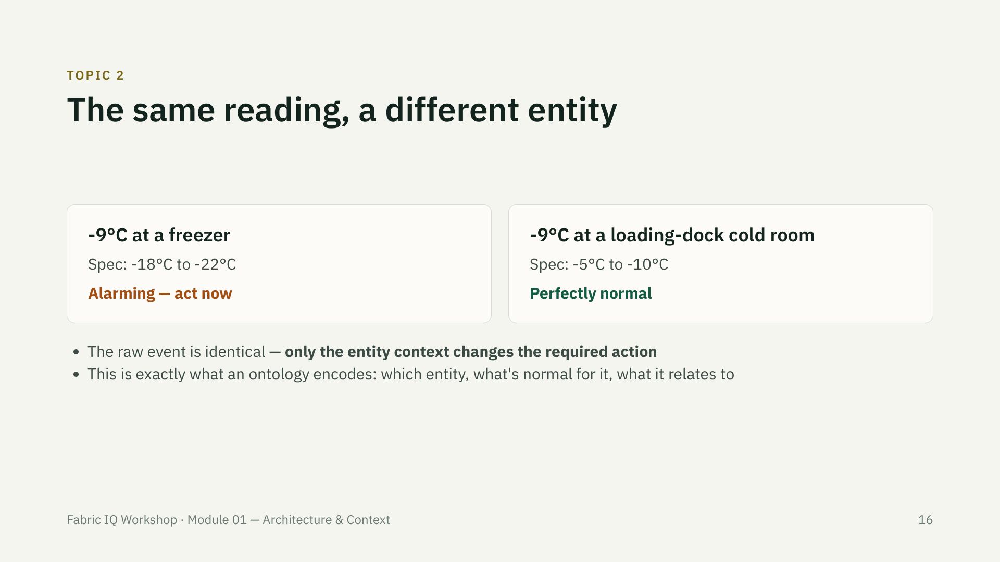 TOPIC 2
The same reading, a different entity
-9°C at a freezer
Spec: -18°C to -22°C
Alarming — act now
-9°C at a loading-dock cold room
Spec: -5°C to -10°C
Perfectly normal
• The raw event is identical — only the entity context changes the required action
• This is exactly what an ontology encodes: which entity, what's normal for it, what it relates to
Fabric IQ Workshop · Module 01 — Architecture & Context
16